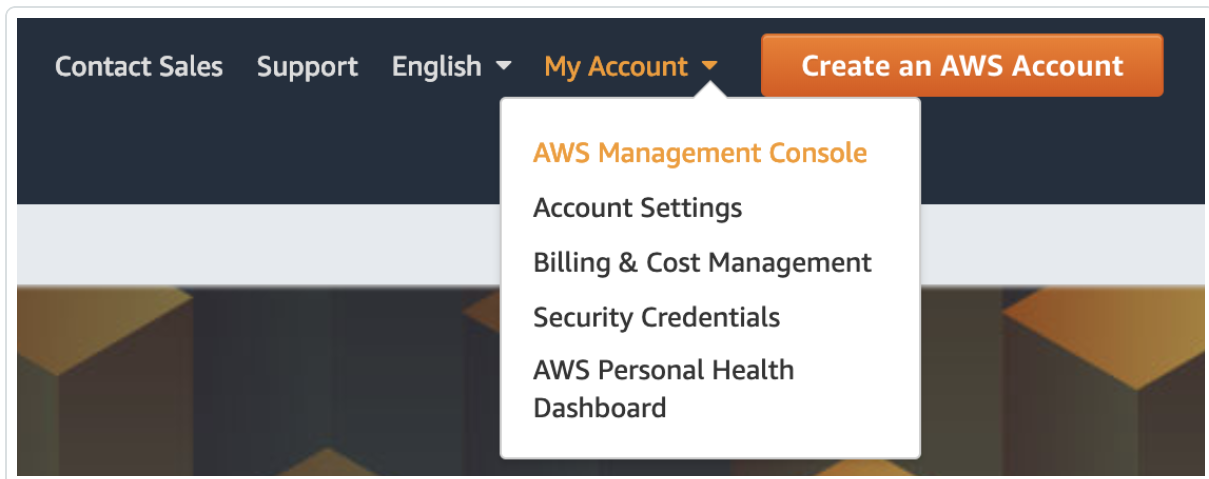 Contact Sales Support English My Account Create an AWS Account
AWS Management Console
Account Settings
Billing & Cost Management
Security Credentials
AWS Personal Health
Dashboard